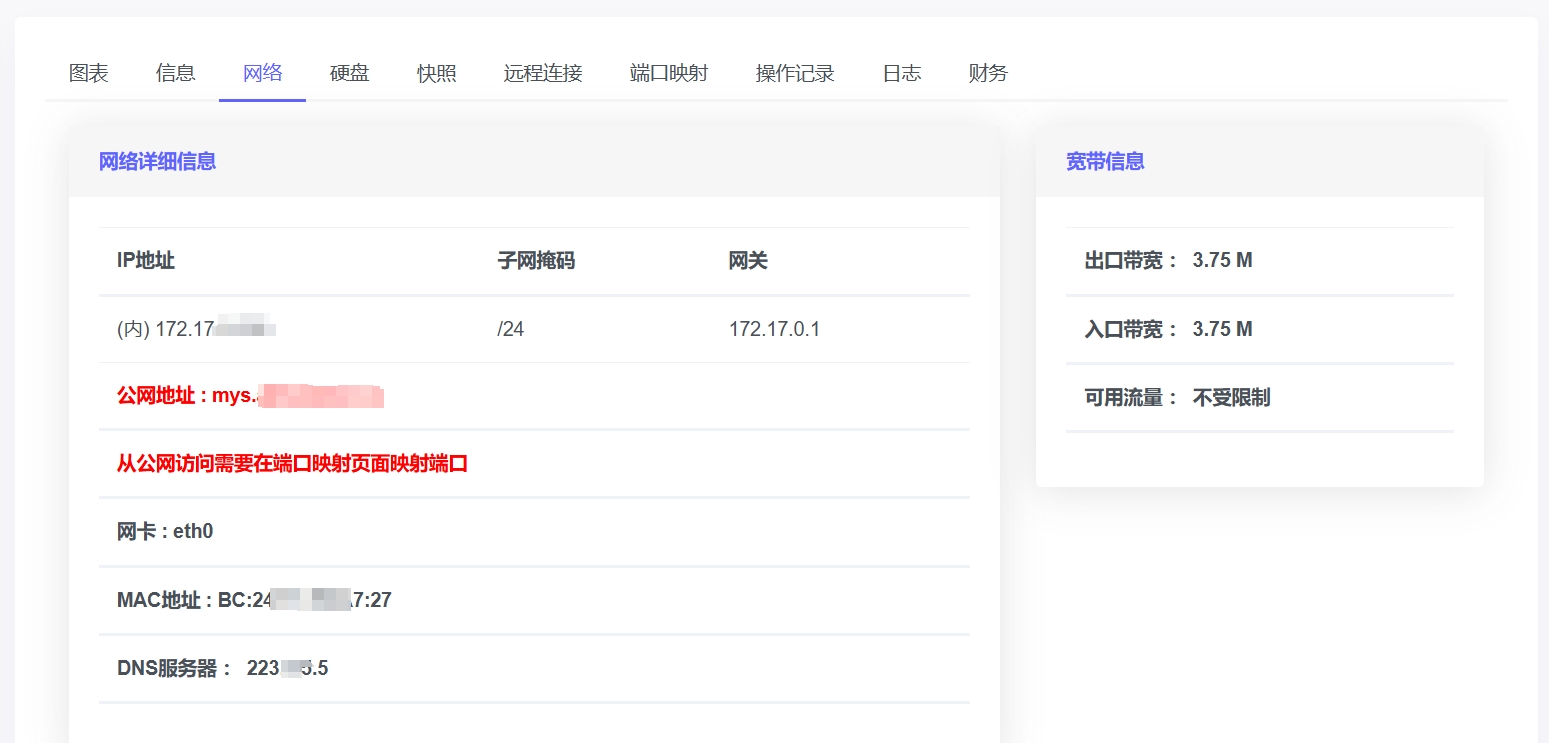 图表 信息 网络 硬盘 快照 远程连接 端口映射 操作记录 日志 财务
网络详细信息
IP地址 子网掩码 网关
(内) 172.17 /24 172.17.0.1
公网地址 : mys.
从公网访问需要在端口映射页面映射端口
网卡 : eth0
MAC地址 : BC:24 7:27
DNS服务器： 223 5.5
宽带信息
出口带宽： 3.75 M
入口带宽： 3.75 M
可用流量： 不受限制